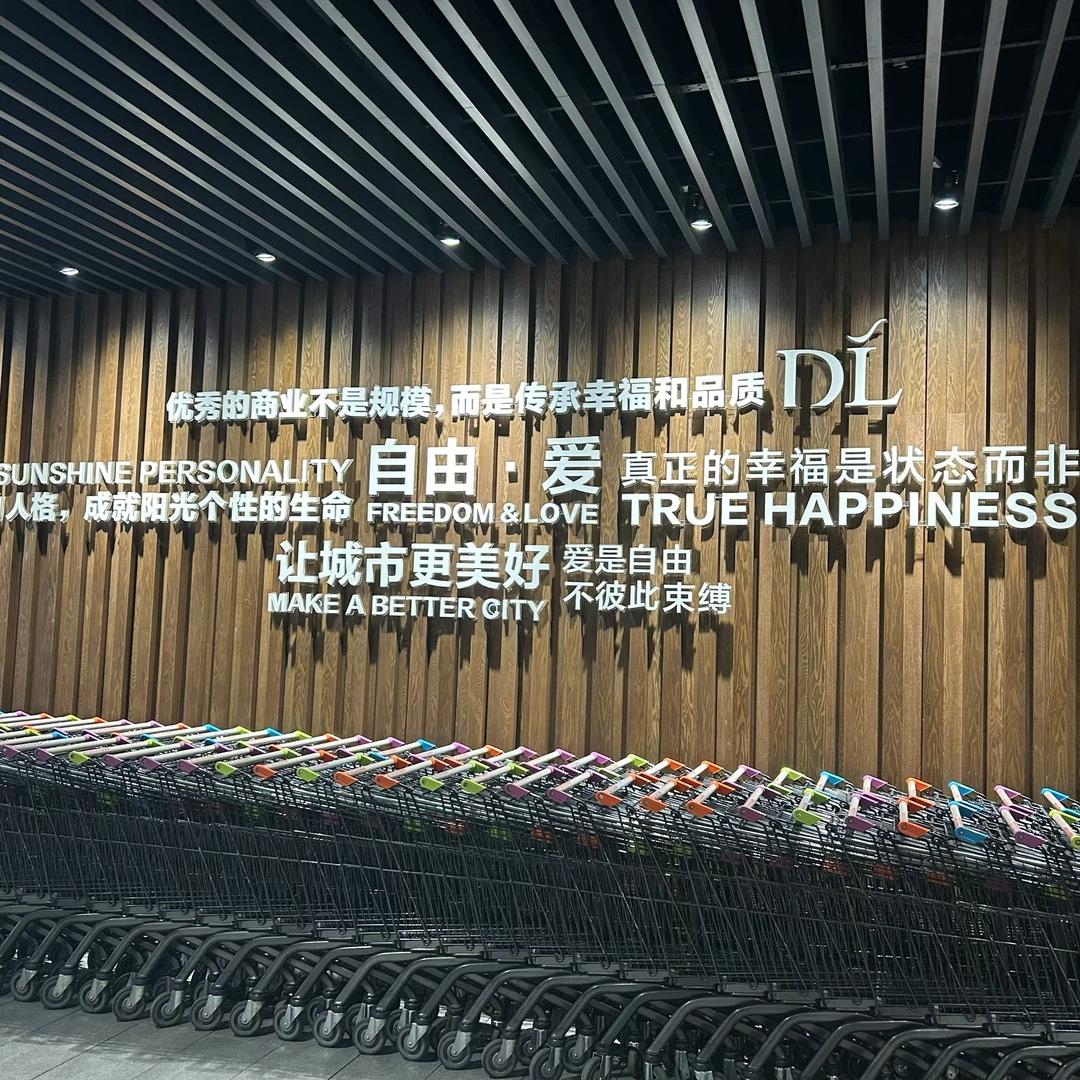 优秀的商业不是规模，而是传承幸福和品质
DL
SUNSHINE PERSONALITY
人格，成就阳光个性的生命
自由·爱
FREEDOM & LOVE
真正的幸福是状态而非
TRUE HAPPINESS
让城市更美好
MAKE A BETTER CITY
爱是自由
不彼此束缚